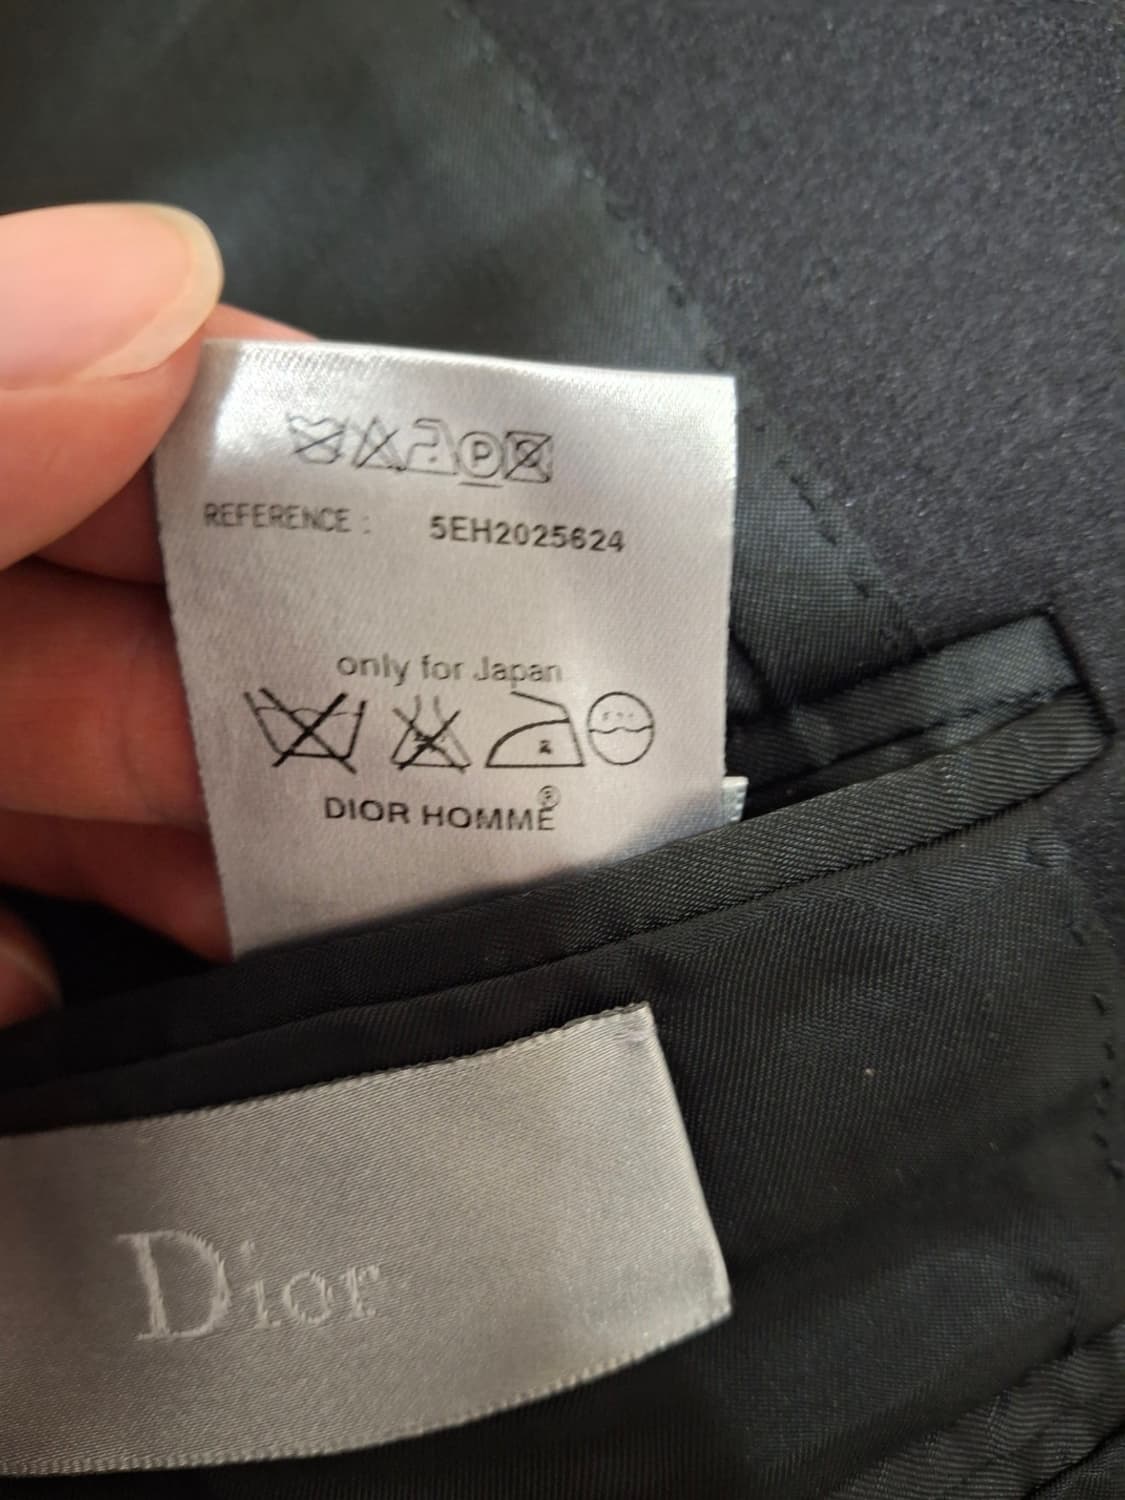 P
REFERENCE : 5EH2025624
only for Japan
DIOR HOMME®
Dior